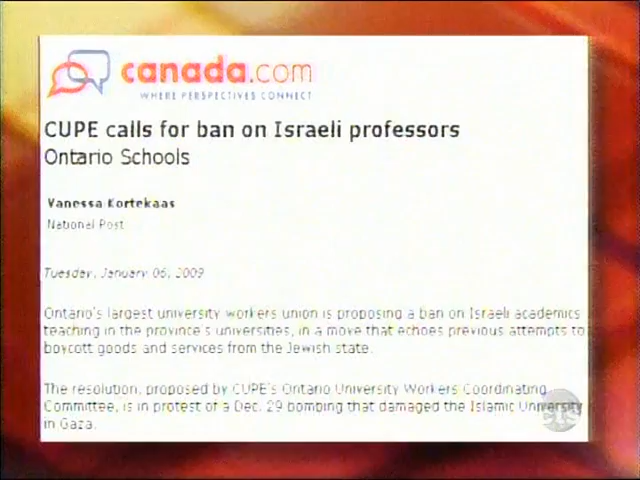 canada.com
WHERE PERSPECTIVES CONNECT
CUPE calls for ban on Israeli professors
Ontario Schools
Vanessa Kortekaas
National Post
Tuesday, January 06, 2009
Ontario's largest university workers union is proposing a ban on Israeli academics
teaching in the province's universities, in a move that echoes previous attempts to
boycott goods and services from the Jewish state.
The resolution, proposed by CUPE's Ontario University Workers Coordinating
Committee, is in protest of a Dec. 29 bombing that damaged the Islamic University
in Gaza.